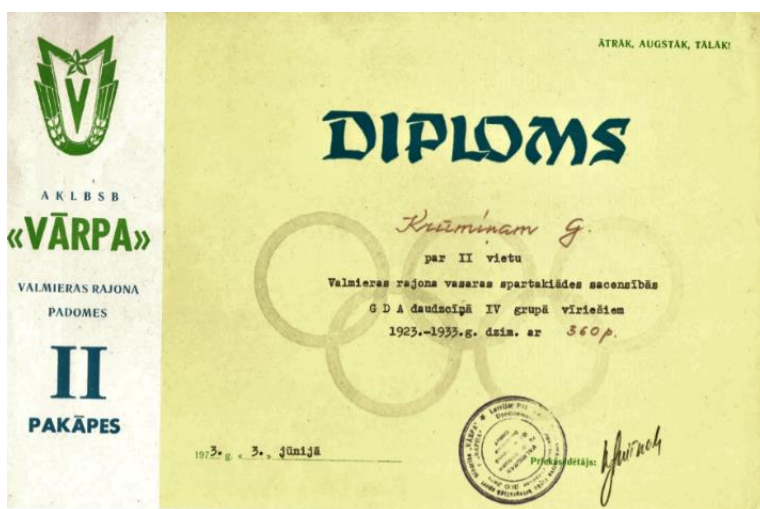 V
AKLBSB
«VĀRPA»
VALMIERAS RAJONA
PADOMES
II
PAKĀPES
ĀTRĀK, AUGSTĀK, TĀLĀK!
DIPLOMS
Krūmiņam G.
par II vietu
Valmieras rajona vasaras spartakiādes sacensībās
G D A daudzcīņā IV grupā vīriešiem
1923.-1933.g. dzim. ar 360p.
1973. g. « 3. » jūnijā
Priekšsēdētājs: